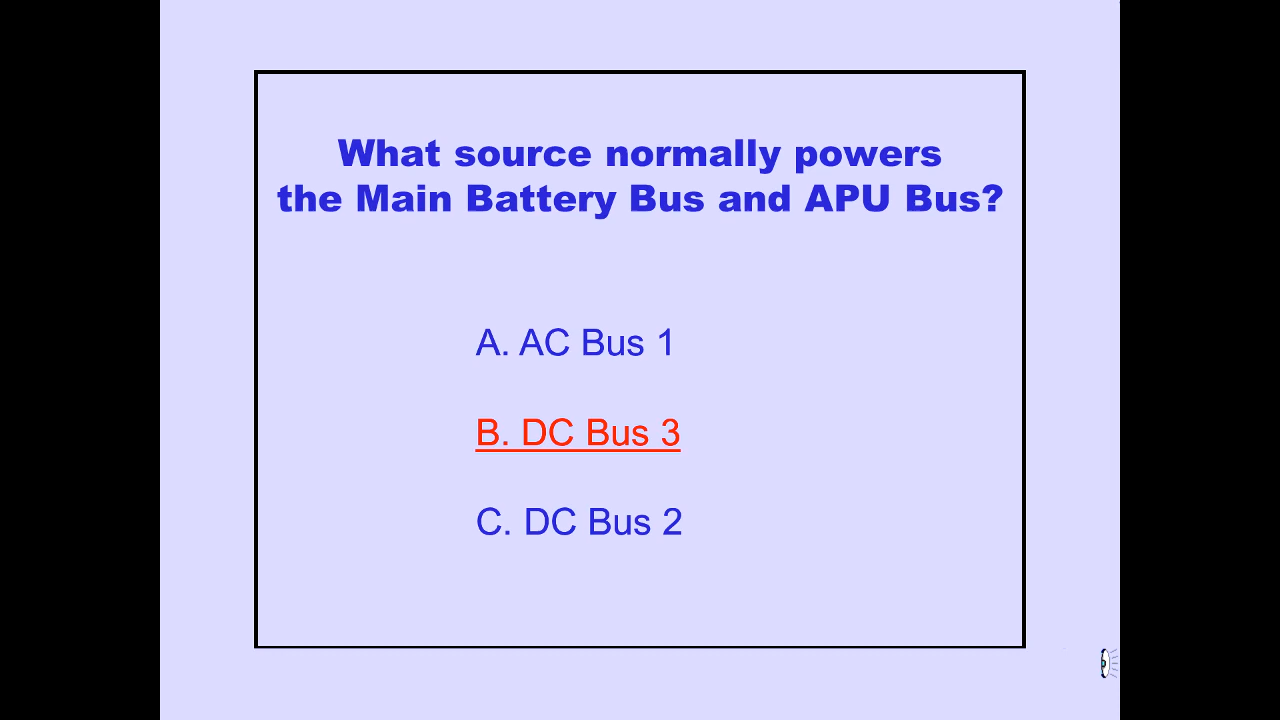 What source normally powers
the Main Battery Bus and APU Bus?
A. AC Bus 1
B. DC Bus 3
C. DC Bus 2